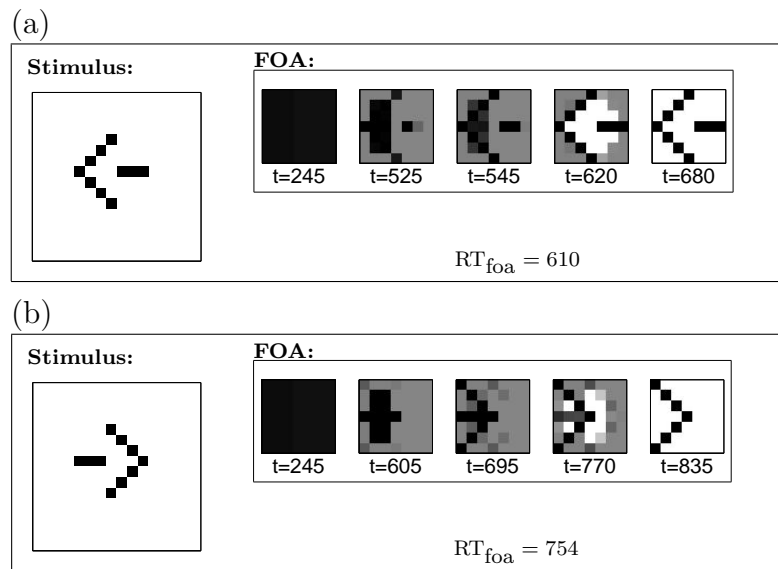 (a)
Stimulus:
FOA:
t=245 t=525 t=545 t=620 t=680
RTfoa = 610
(b)
Stimulus:
FOA:
t=245 t=605 t=695 t=770 t=835
RTfoa = 754